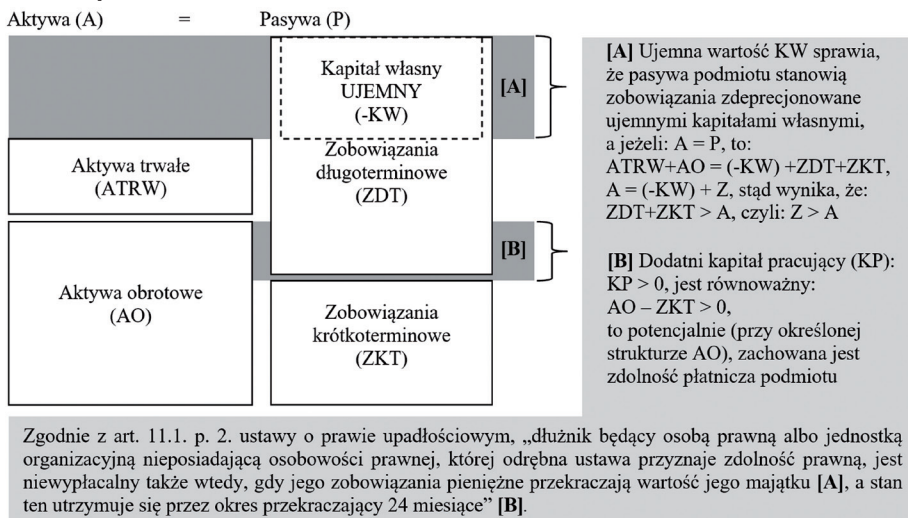 Aktywa (A) = Pasywa (P)
Kapitał własny
UJEMNY
(-KW)
[A]
Aktywa trwałe
(ATRW)
Zobowiązania
długoterminowe
(ZDT)
[B]
Aktywa obrotowe
(AO)
Zobowiązania
krótkoterminowe
(ZKT)
[A] Ujemna wartość KW sprawia,
że pasywa podmiotu stanowią
zobowiązania zdeprecjonowane
ujemnymi kapitałami własnymi,
a jeżeli: A = P, to:
ATRW+AO = (-KW) +ZDT+ZKT,
A = (-KW) + Z, stąd wynika, że:
ZDT+ZKT > A, czyli: Z > A
[B] Dodatni kapitał pracujący (KP):
KP > 0, jest równoważny:
AO – ZKT > 0,
to potencjalnie (przy określonej
strukturze AO), zachowana jest
zdolność płatnicza podmiotu
Zgodnie z art. 11.1. p. 2. ustawy o prawie upadłościowym, „dłużnik będący osobą prawną albo jednostką
organizacyjną nieposiadającą osobowości prawnej, której odrębna ustawa przyznaje zdolność prawną, jest
niewypłacalny także wtedy, gdy jego zobowiązania pieniężne przekraczają wartość jego majątku [A], a stan
ten utrzymuje się przez okres przekraczający 24 miesiące” [B].